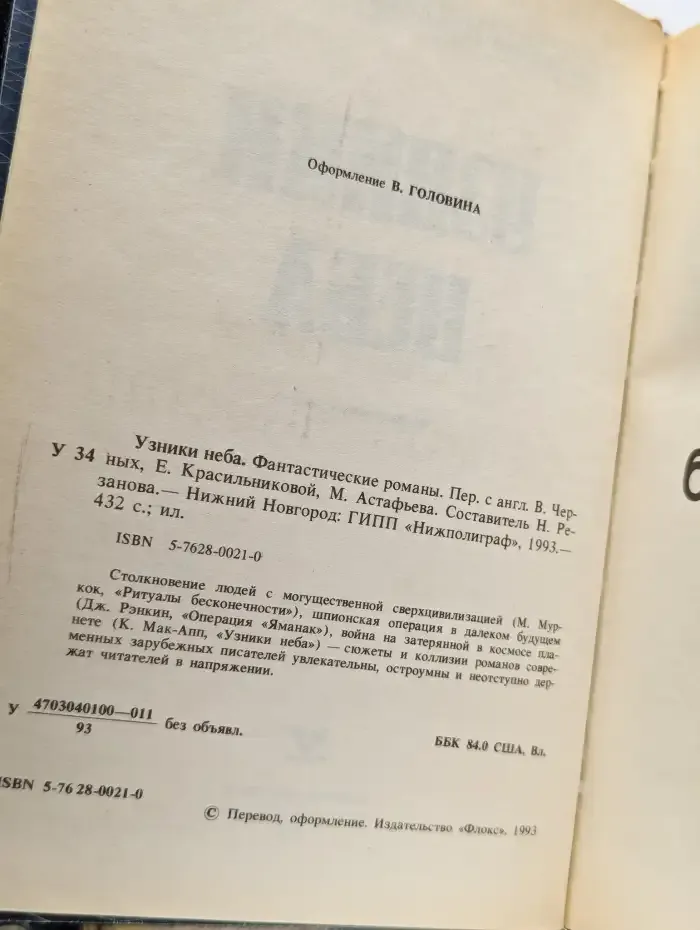 Оформление В. ГОЛОВИНА
Узники неба. Фантастические романы. Пер. с англ. В. Чер-
У 34 ных, Е. Красильниковой, М. Астафьева. Составитель Н. Ре-
занова.— Нижний Новгород: ГИПП «Нижполиграф», 1993.—
432 с.; ил.
ISBN 5-7628-0021-0
Столкновение людей с могущественной сверхцивилизацией (М. Мур-
кок, «Ритуалы бесконечности»), шпионская операция в далеком будущем
(Дж. Рэнкин, «Операция «Яманак»), война на затерянной в космосе пла-
нете (К. Мак-Апп, «Узники неба») — сюжеты и коллизии романов совре-
менных зарубежных писателей увлекательны, остроумны и неотступно дер-
жат читателей в напряжении.
У 4703040100—011
93
без объявл.
ББК 84.0 США, Вл.
ISBN 5-76 28-0021-0
© Перевод, оформление. Издательство «Флокс», 1993